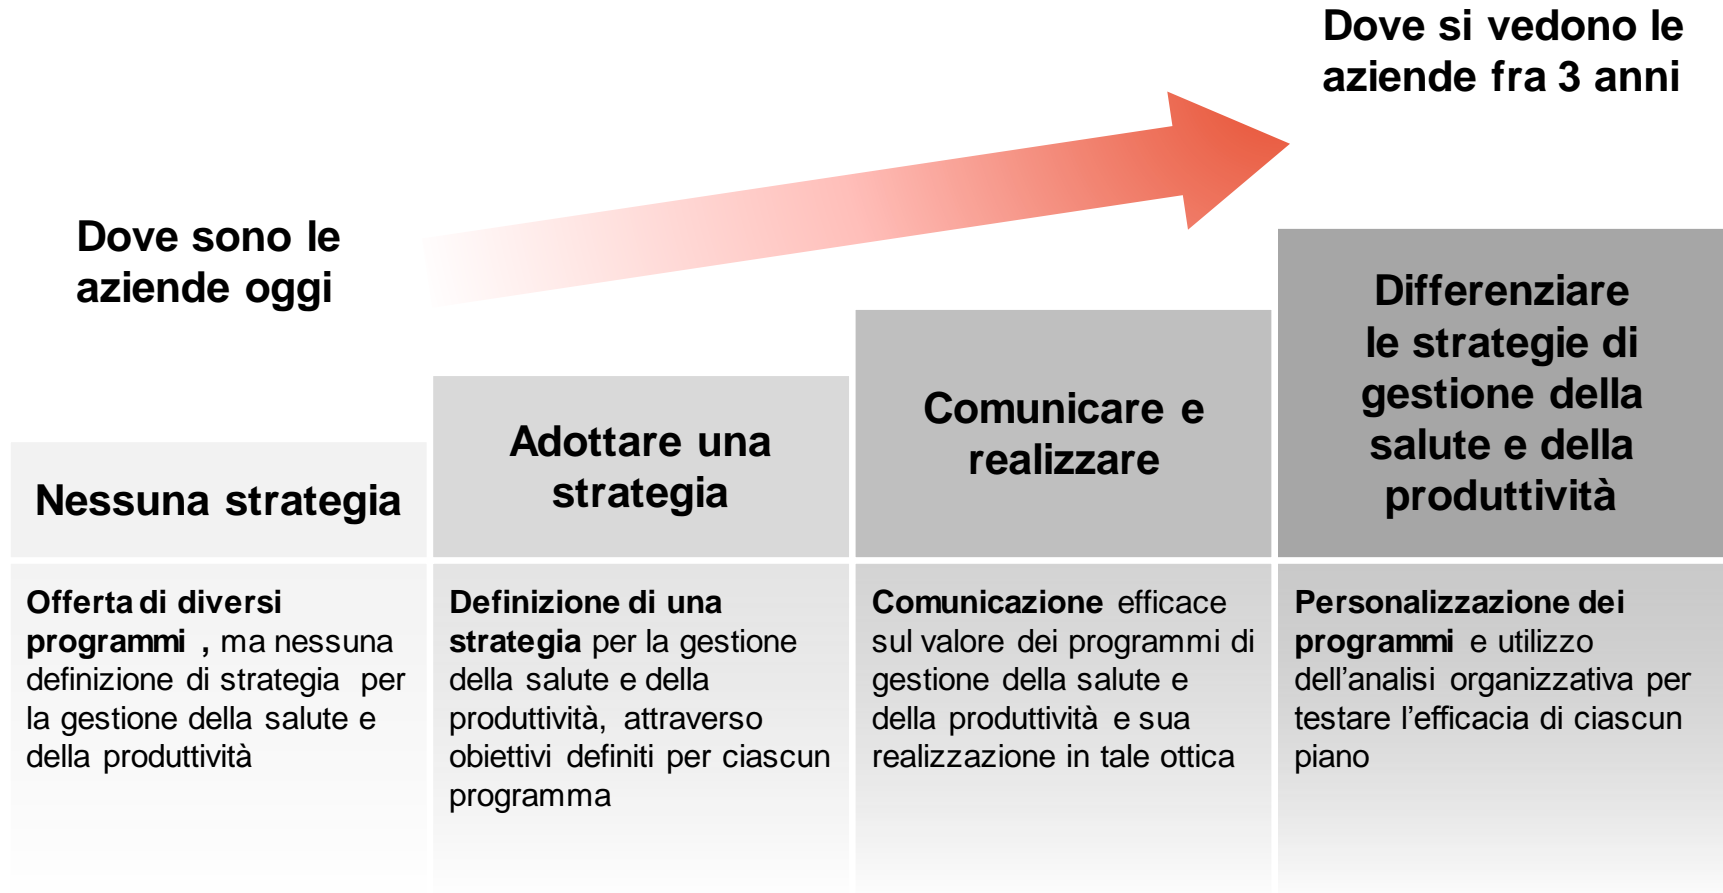 Dove si vedono le
aziende fra 3 anni
Dove sono le
aziende oggi
Nessuna strategia
Adottare una
strategia
Comunicare e
realizzare
Differenziare
le strategie di
gestione della
salute e della
produttività
Offerta di diversi
programmi , ma nessuna
definizione di strategia per
la gestione della salute e
della produttività
Definizione di una
strategia per la gestione
della salute e della
produttività, attraverso
obiettivi definiti per ciascun
programma
Comunicazione efficace
sul valore dei programmi di
gestione della salute e
della produttività e sua
realizzazione in tale ottica
Personalizzazione dei
programmi e utilizzo
dell’analisi organizzativa per
testare l’efficacia di ciascun
piano